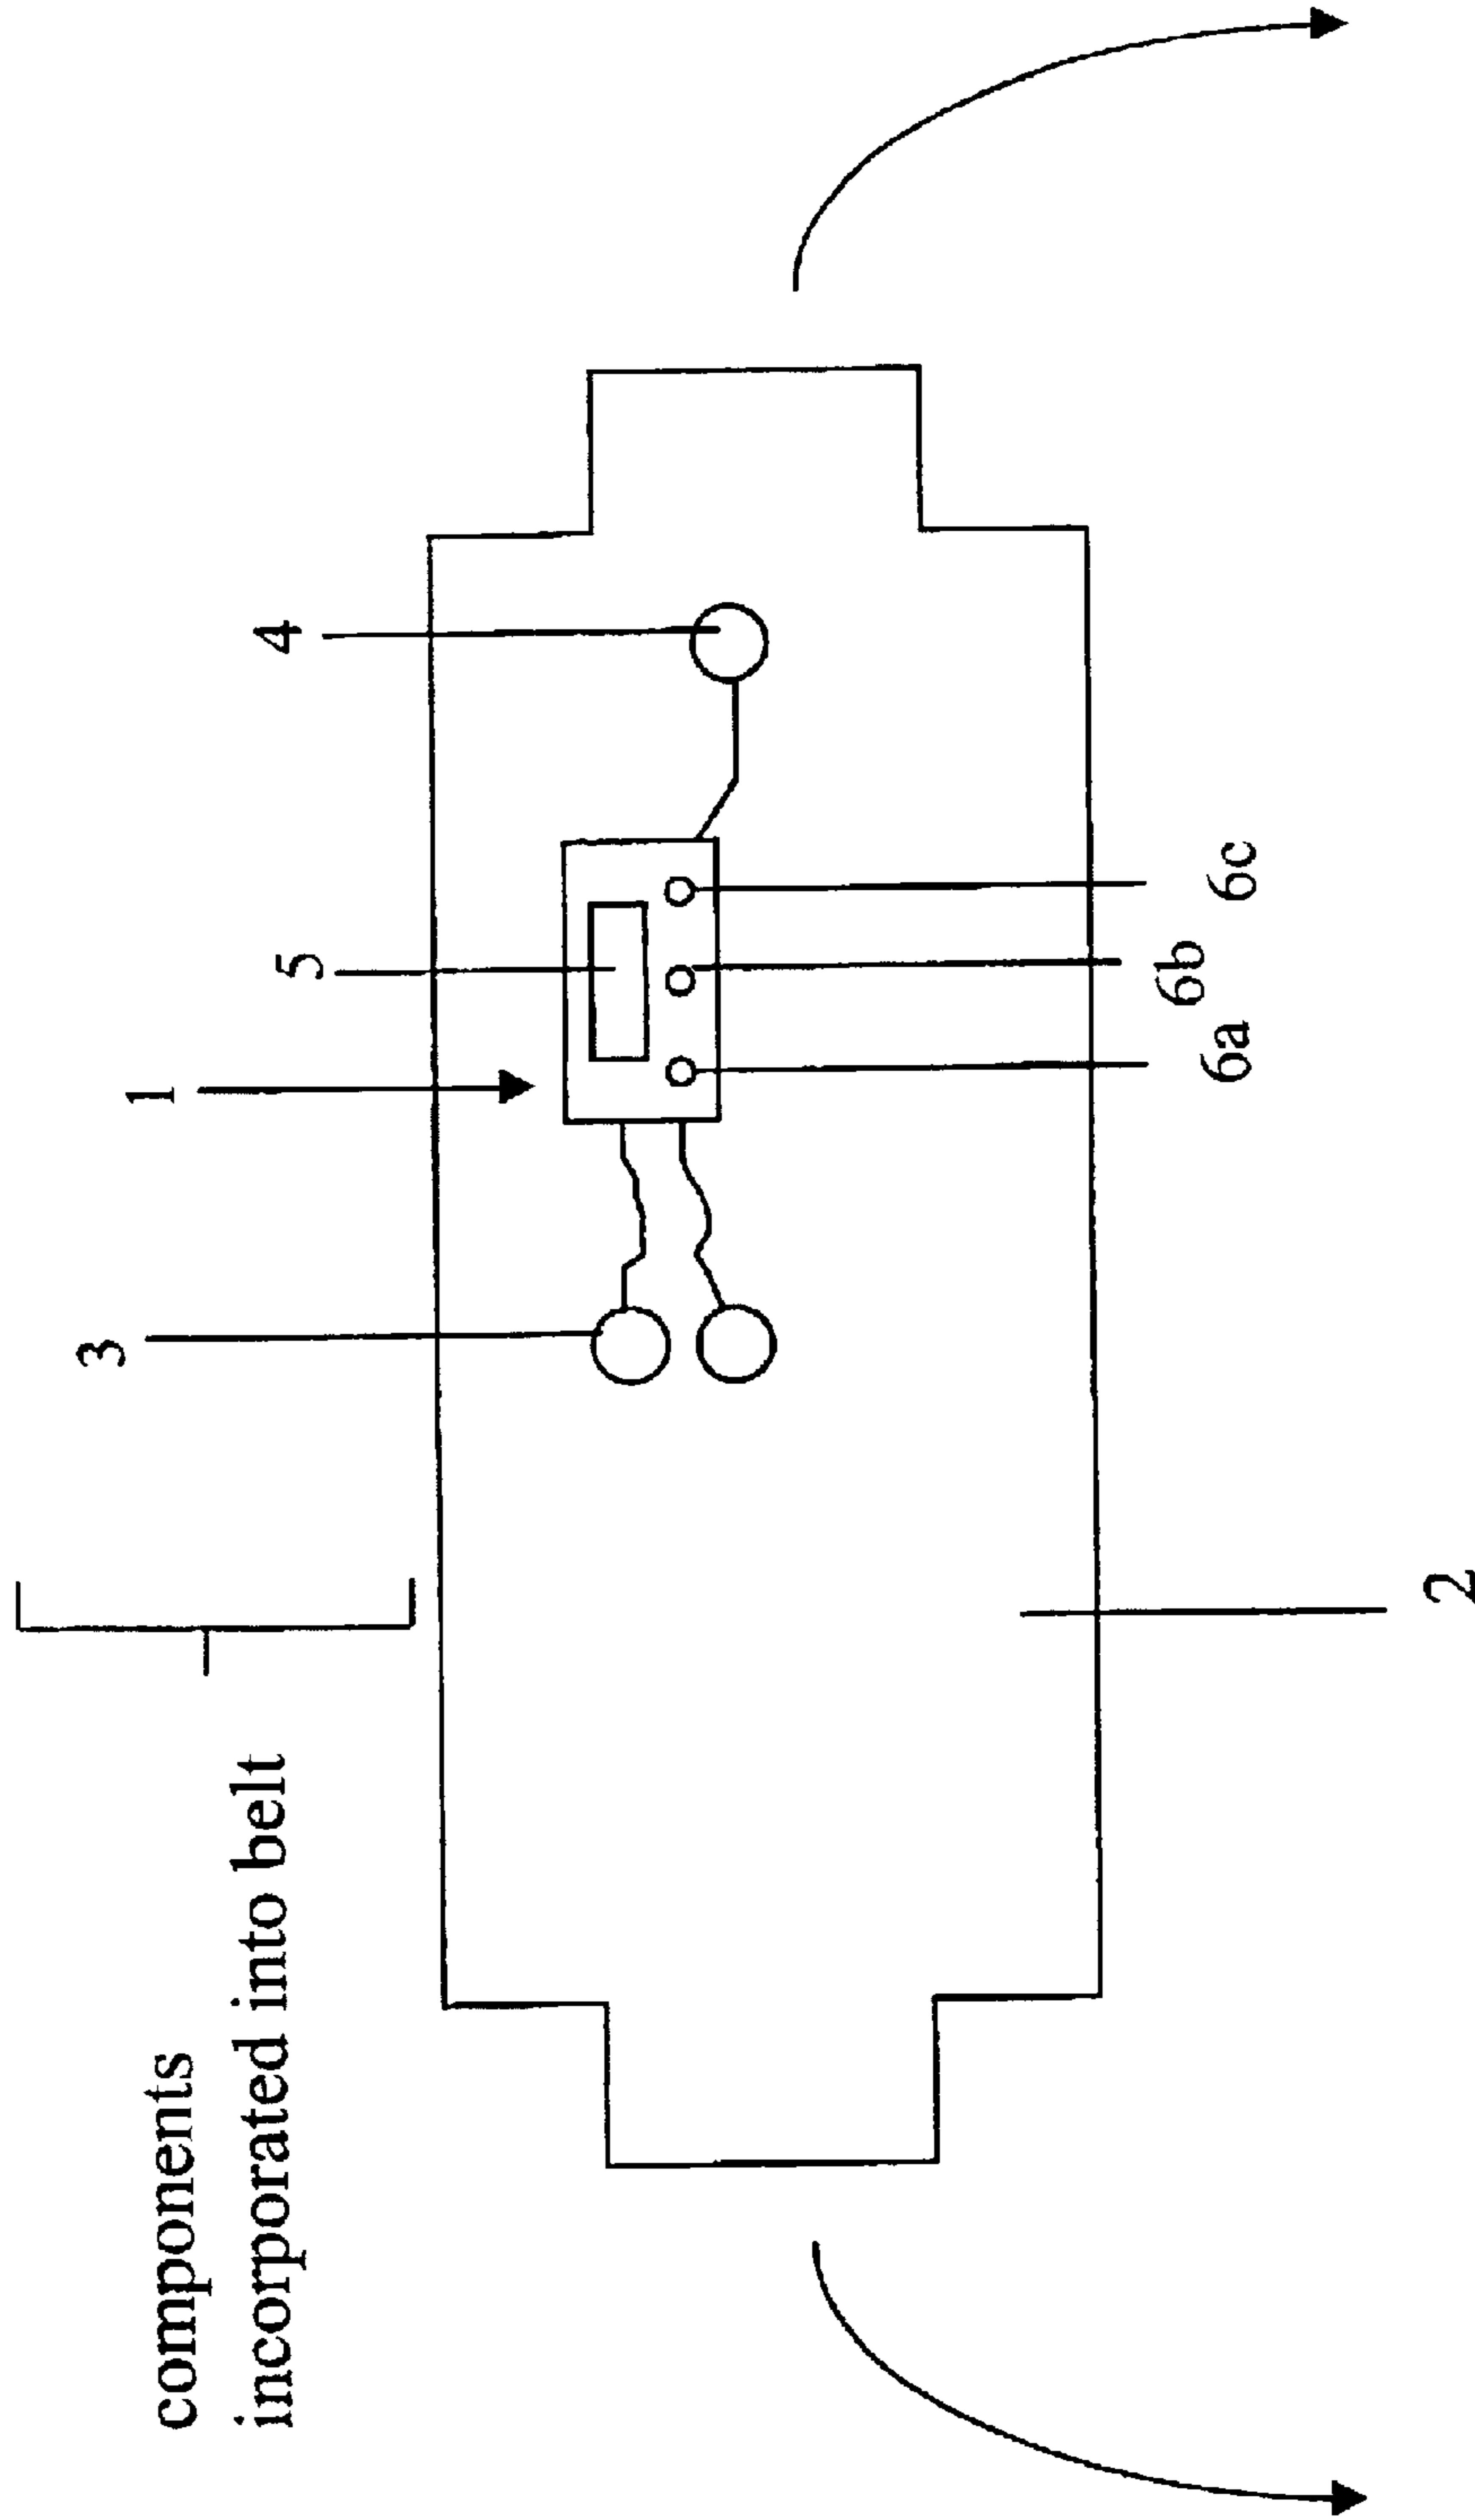 components
incorporated into belt
3
1
5
4
6a
6b
6c
2